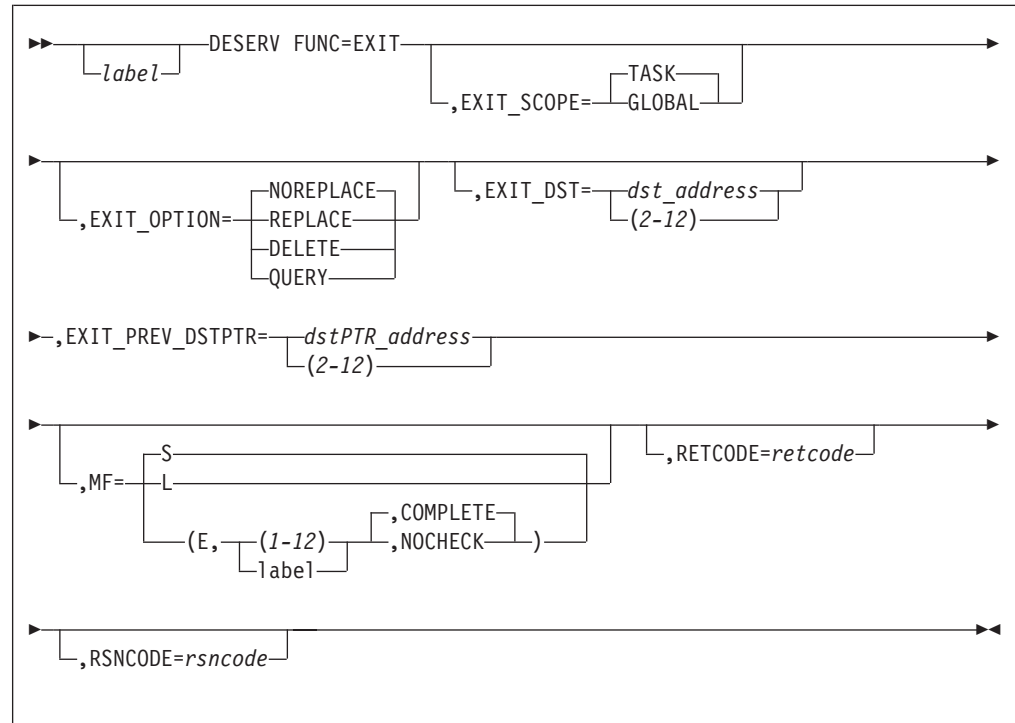 DESERV FUNC=EXIT
label
,EXIT_SCOPE=
TASK
GLOBAL
,EXIT_OPTION=
NOREPLACE
REPLACE
DELETE
QUERY
,EXIT_DST=
dst_address
(2-12)
,EXIT_PREV_DSTPTR=
dstPTR_address
(2-12)
,MF=
S
L
(E,
(1-12)
label
,COMPLETE
,NOCHECK
)
,RETCODE=retcode
,RSNCODE=rsncode